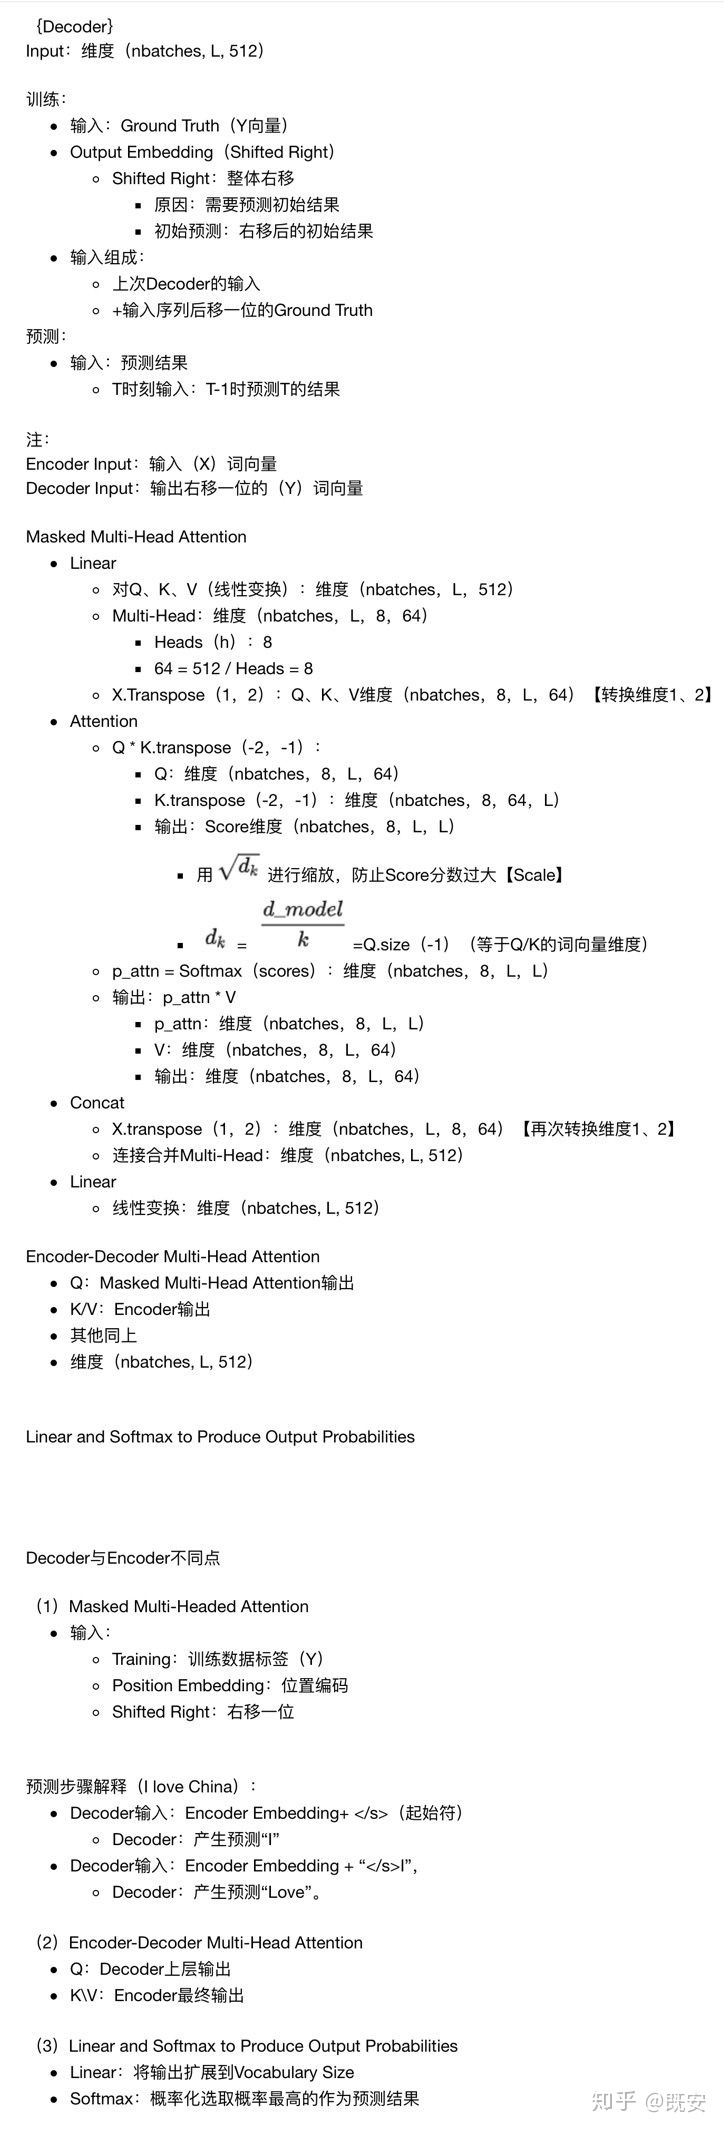 {Decoder}
Input：维度（nbatches, L, 512）
训练：
• 输入：Ground Truth（Y向量）
• Output Embedding（Shifted Right）
◦ Shifted Right：整体右移
▪ 原因：需要预测初始结果
▪ 初始预测：右移后的初始结果
• 输入组成：
◦ 上次Decoder的输入
◦ +输入序列后移一位的Ground Truth
预测：
• 输入：预测结果
◦ T时刻输入：T-1时预测T的结果
注：
Encoder Input：输入（X）词向量
Decoder Input：输出右移一位的（Y）词向量
Masked Multi-Head Attention
• Linear
◦ 对Q、K、V（线性变换）：维度（nbatches，L，512）
◦ Multi-Head：维度（nbatches，L，8，64）
▪ Heads（h）：8
▪ 64 = 512 / Heads = 8
◦ X.Transpose（1，2）：Q、K、V维度（nbatches，8，L，64）【转换维度1、2】
• Attention
◦ Q * K.transpose（-2，-1）：
▪ Q：维度（nbatches，8，L，64）
▪ K.transpose（-2，-1）：维度（nbatches，8，64，L）
▪ 输出：Score维度（nbatches，8，L，L）
▪ 用 √d_k 进行缩放，防止Score分数过大【Scale】
▪ d_k = d_model / k =Q.size（-1）（等于Q/K的词向量维度）
◦ p_attn = Softmax（scores）：维度（nbatches，8，L，L）
◦ 输出：p_attn * V
▪ p_attn：维度（nbatches，8，L，L）
▪ V：维度（nbatches，8，L，64）
▪ 输出：维度（nbatches，8，L，64）
• Concat
◦ X.transpose（1，2）：维度（nbatches，L，8，64）【再次转换维度1、2】
◦ 连接合并Multi-Head：维度（nbatches, L, 512）
• Linear
◦ 线性变换：维度（nbatches, L, 512）
Encoder-Decoder Multi-Head Attention
• Q：Masked Multi-Head Attention输出
• K/V：Encoder输出
• 其他同上
• 维度（nbatches, L, 512）
Linear and Softmax to Produce Output Probabilities
Decoder与Encoder不同点
（1）Masked Multi-Headed Attention
• 输入：
◦ Training：训练数据标签（Y）
◦ Position Embedding：位置编码
◦ Shifted Right：右移一位
预测步骤解释（I love China）：
• Decoder输入：Encoder Embedding+ </s>（起始符）
◦ Decoder：产生预测“I”
• Decoder输入：Encoder Embedding + “</s>I”，
◦ Decoder：产生预测“Love”。
（2）Encoder-Decoder Multi-Head Attention
• Q：Decoder上层输出
• K\V：Encoder最终输出
（3）Linear and Softmax to Produce Output Probabilities
• Linear：将输出扩展到Vocabulary Size
• Softmax：概率化选取概率最高的作为预测结果
知乎 @既安